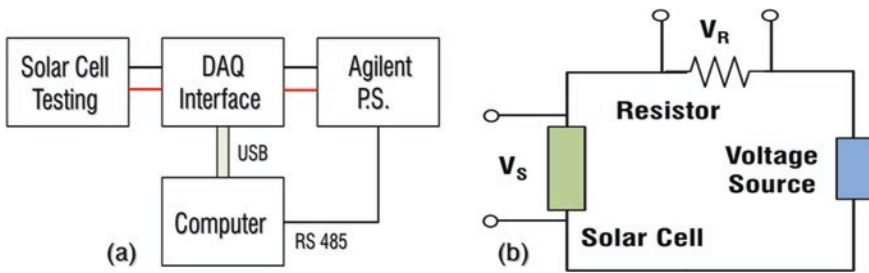 Solar Cell
Testing
DAQ
Interface
Agilent
P.S.
USB
Computer
RS 485
(a)
V_R
Resistor
V_S
Voltage
Source
Solar Cell
(b)